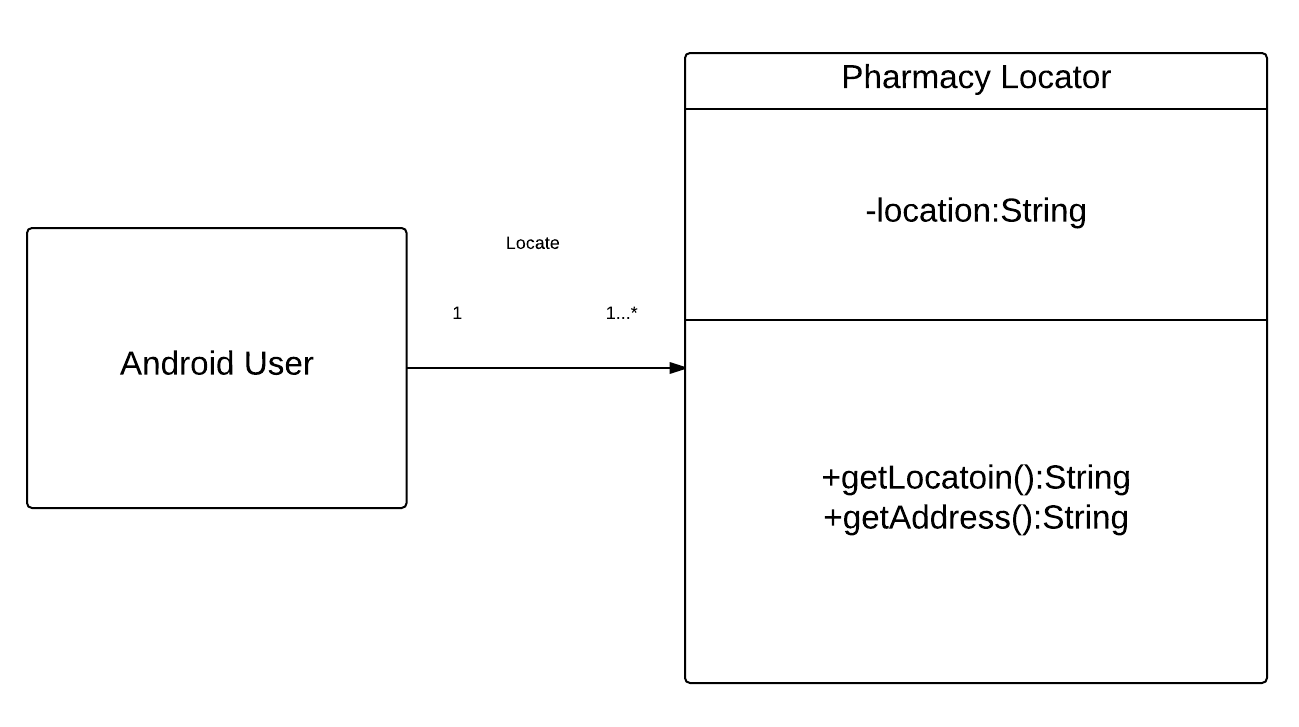 Pharmacy Locator
-location:String
Locate
1
1...*
Android User
+getLocatoin():String
+getAddress():String